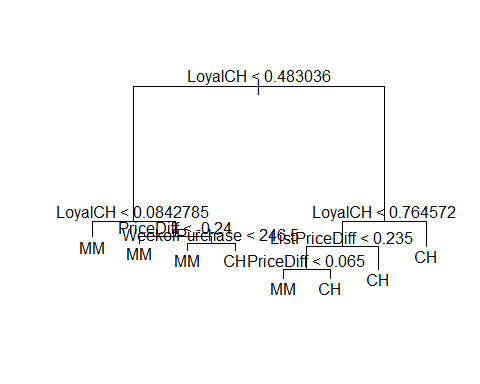 LoyalCH < 0.483036
LoyalCH < 0.0842785
LoyalCH < 0.764572
PriceDiff < -0.24
WeekofPurchase < 246.5
ListPriceDiff < 0.235
MM
MM
MM
CH
PriceDiff < 0.065
CH
CH
MM
CH